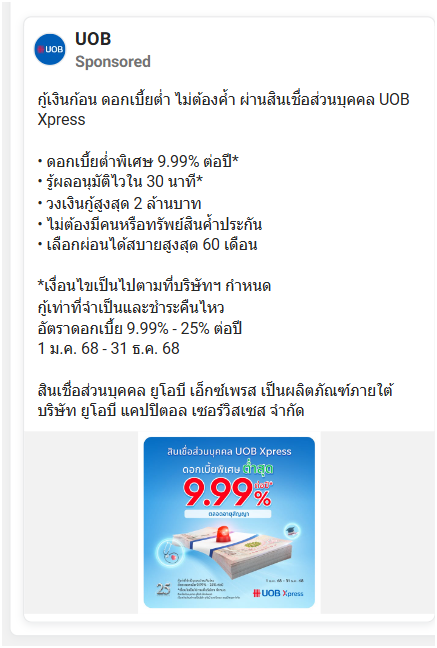 UOB
UOB
Sponsored
กู้เงินก้อน ดอกเบี้ยต่ำ ไม่ต้องค้ำ ผ่านสินเชื่อส่วนบุคคล UOB
Xpress
• ดอกเบี้ยต่ำพิเศษ 9.99% ต่อปี*
• รู้ผลอนุมัติไวใน 30 นาที*
• วงเงินกู้สูงสุด 2 ล้านบาท
• ไม่ต้องมีคนหรือทรัพย์สินค้ำประกัน
• เลือกผ่อนได้สบายสูงสุด 60 เดือน
*เงื่อนไขเป็นไปตามที่บริษัทฯ กำหนด
กู้เท่าที่จำเป็นและชำระคืนไหว
อัตราดอกเบี้ย 9.99% - 25% ต่อปี
1 ม.ค. 68 - 31 ธ.ค. 68
สินเชื่อส่วนบุคคล ยูโอบี เอ็กซ์เพรส เป็นผลิตภัณฑ์ภายใต้
บริษัท ยูโอบี แคปปิตอล เซอร์วิสเซส จำกัด
สินเชื่อส่วนบุคคล UOB Xpress
ดอกเบี้ยพิเศษ ต่ำสุด
9.99% ต่อปี*
ตลอดอายุสัญญา
25
1 ม.ค. 68 - 31 ธ.ค. 68
UOB Xpress